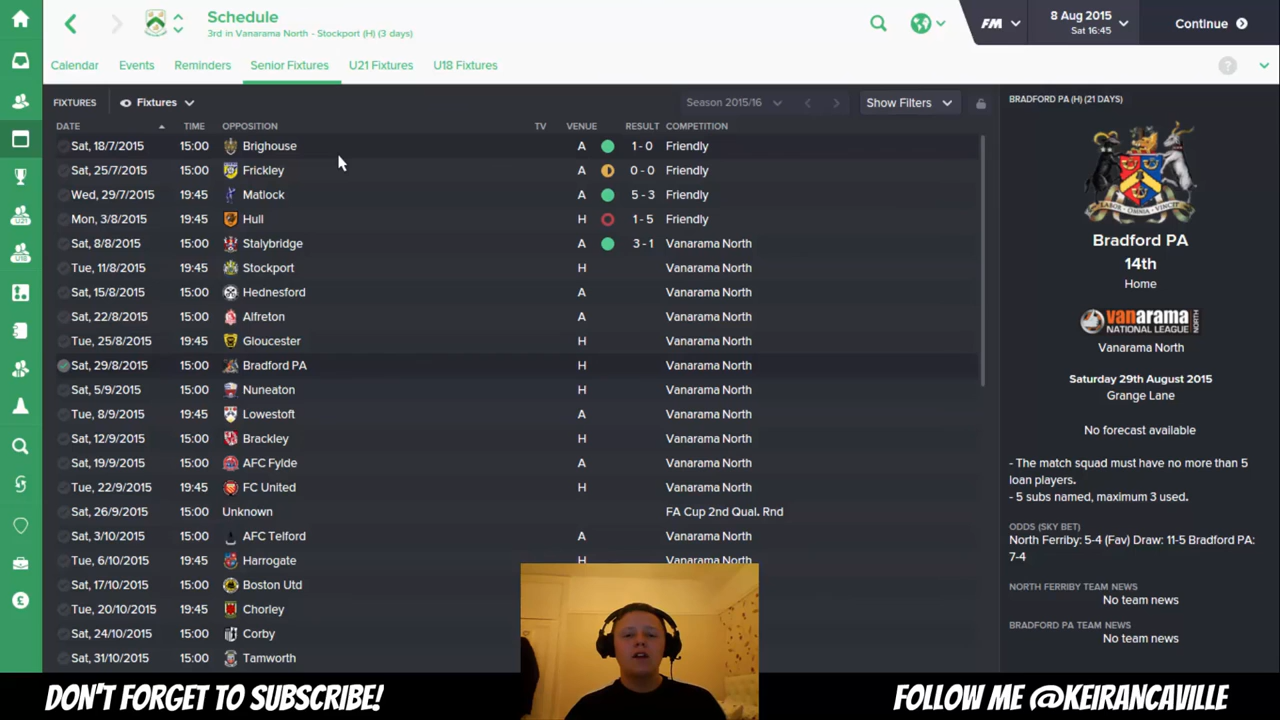 Schedule
3rd in Vanarama North - Stockport (H) (3 days)
FM
8 Aug 2015
Sat 16:45
Continue
Calendar Events Reminders Senior Fixtures U21 Fixtures U18 Fixtures
?
FIXTURES Fixtures Season 2015/16 Show Filters
DATE TIME OPPOSITION TV VENUE RESULT COMPETITION
Sat, 18/7/2015 15:00 Brighouse A 1 - 0 Friendly
Sat, 25/7/2015 15:00 Frickley A 0 - 0 Friendly
Wed, 29/7/2015 19:45 Matlock A 5 - 3 Friendly
Mon, 3/8/2015 19:45 Hull H 1 - 5 Friendly
Sat, 8/8/2015 15:00 Stalybridge A 3 - 1 Vanarama North
Tue, 11/8/2015 19:45 Stockport H Vanarama North
Sat, 15/8/2015 15:00 Hednesford A Vanarama North
Sat, 22/8/2015 15:00 Alfreton A Vanarama North
Tue, 25/8/2015 19:45 Gloucester H Vanarama North
Sat, 29/8/2015 15:00 Bradford PA H Vanarama North
Sat, 5/9/2015 15:00 Nuneaton H Vanarama North
Tue, 8/9/2015 19:45 Lowestoft A Vanarama North
Sat, 12/9/2015 15:00 Brackley H Vanarama North
Sat, 19/9/2015 15:00 AFC Fylde A Vanarama North
Tue, 22/9/2015 19:45 FC United H Vanarama North
Sat, 26/9/2015 15:00 Unknown FA Cup 2nd Qual. Rnd
Sat, 3/10/2015 15:00 AFC Telford A Vanarama North
Tue, 6/10/2015 19:45 Harrogate H Vanarama North
Sat, 17/10/2015 15:00 Boston Utd
Tue, 20/10/2015 19:45 Chorley
Sat, 24/10/2015 15:00 Corby
Sat, 31/10/2015 15:00 Tamworth
BRADFORD PA (H) (21 DAYS)
LABOR OMNIA VINCIT
Bradford PA
14th
Home
vanarama
NATIONAL LEAGUE NORTH
Vanarama North
Saturday 29th August 2015
Grange Lane
No forecast available
- The match squad must have no more than 5
loan players.
- 5 subs named, maximum 3 used.
ODDS (SKY BET)
North Ferriby: 5-4 (Fav) Draw: 11-5 Bradford PA:
7-4
NORTH FERRIBY TEAM NEWS
No team news
BRADFORD PA TEAM NEWS
No team news
U21
U18
£
DON'T FORGET TO SUBSCRIBE!
FOLLOW ME @KEIRANCAVILLE